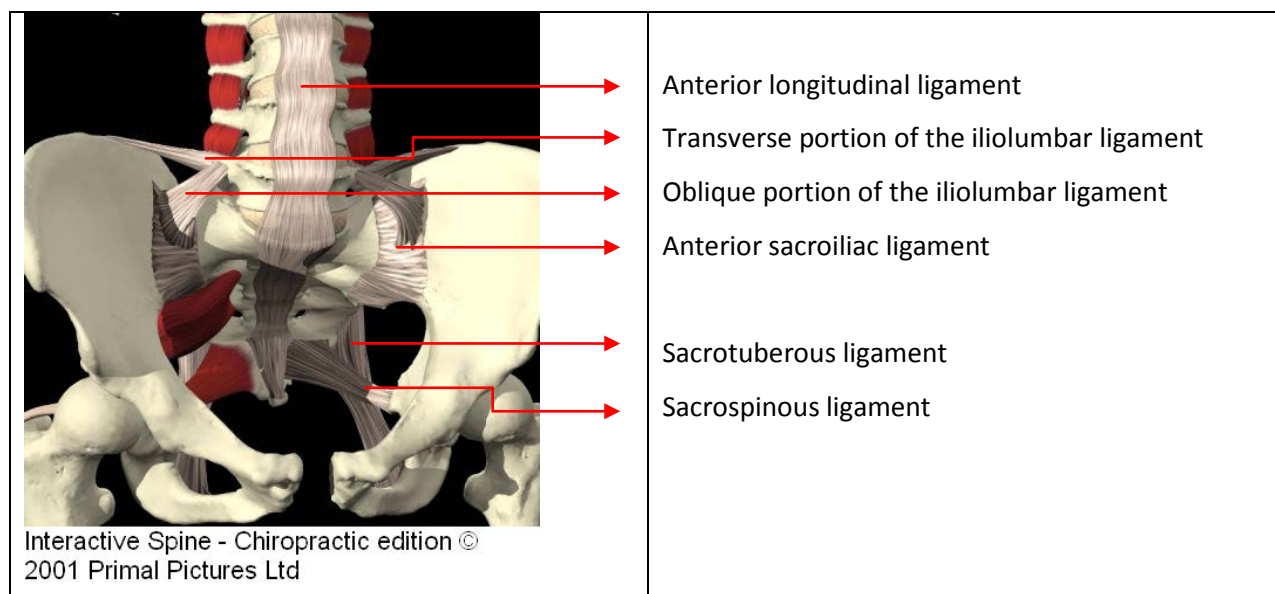 Anterior longitudinal ligament
Transverse portion of the iliolumbar ligament
Oblique portion of the iliolumbar ligament
Anterior sacroiliac ligament
Sacrotuberous ligament
Sacrospinous ligament
Interactive Spine - Chiropractic edition ©
2001 Primal Pictures Ltd